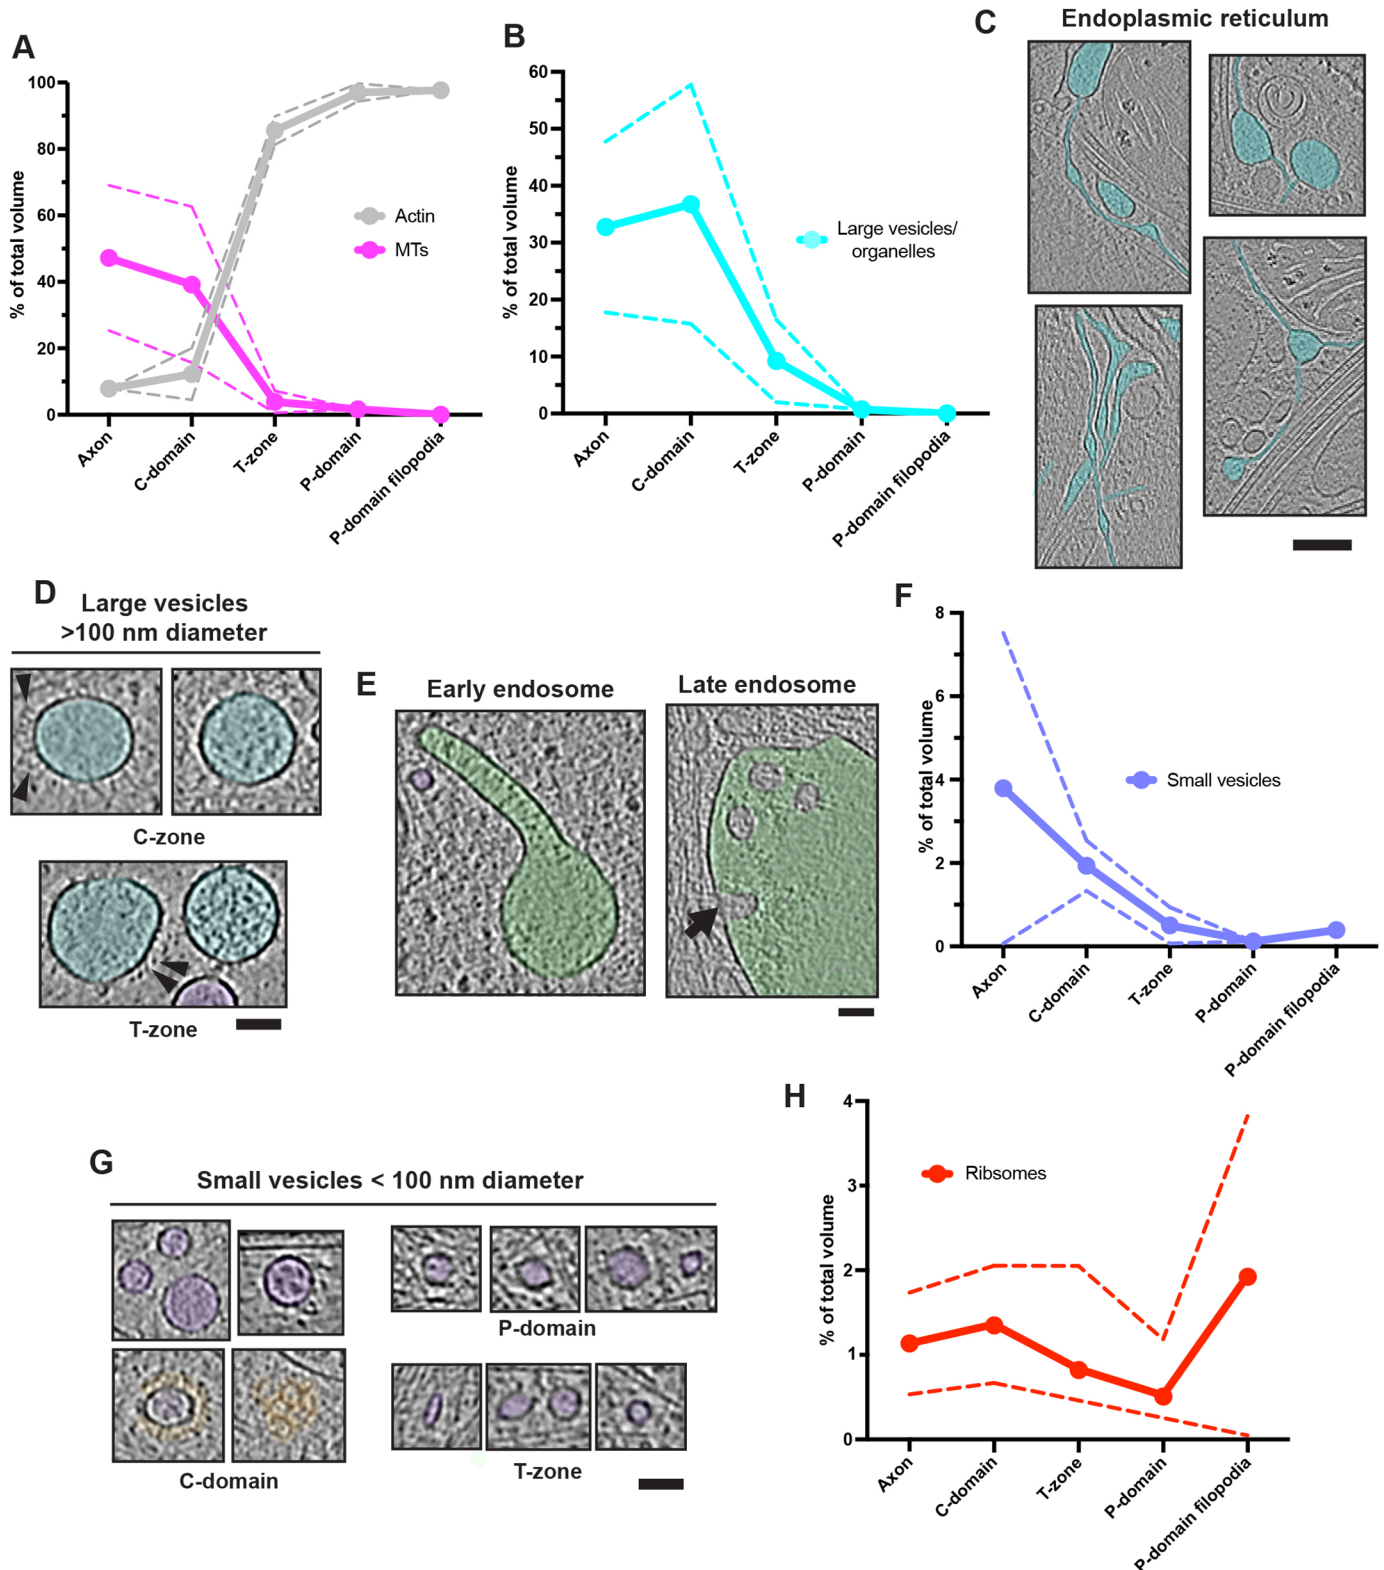 A
100
80
60
40
20
0
% of total volume
Actin
MTs
Axon
C-domain
T-zone
P-domain
P-domain filopodia
B
60
50
40
30
20
10
0
% of total volume
Large vesicles/
organelles
Axon
C-domain
T-zone
P-domain
P-domain filopodia
C
Endoplasmic reticulum
D
Large vesicles
>100 nm diameter
C-zone
T-zone
E
Early endosome
Late endosome
F
8
6
4
2
0
% of total volume
Small vesicles
Axon
C-domain
T-zone
P-domain
P-domain filopodia
G
Small vesicles < 100 nm diameter
C-domain
P-domain
T-zone
H
4
3
2
1
0
% of total volume
Ribsomes
Axon
C-domain
T-zone
P-domain
P-domain filopodia